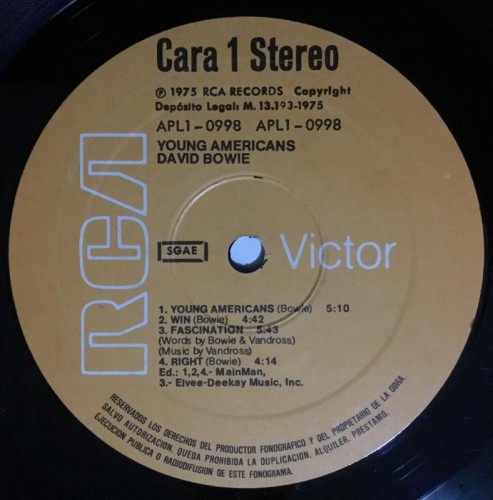 Cara 1 Stereo
℗ 1975 RCA RECORDS Copyright
Depósito Legal: M. 13.193-1975
APL1-0998 APL1-0998
YOUNG AMERICANS
DAVID BOWIE
RCA
SGAE
Victor
1. YOUNG AMERICANS (Bowie) 5:10
2. WIN (Bowie) 4:42
3. FASCINATION 5:43
(Words by Bowie & Vandross)
(Music by Vandross)
4. RIGHT (Bowie) 4:14
Ed.: 1,2,4.- MainMan,
3.- Elvee-Deekay Music, Inc.
RESERVADOS LOS DERECHOS DEL PRODUCTOR FONOGRAFICO Y DEL PROPIETARIO DE LA OBRA.
SALVO AUTORIZACION, QUEDA PROHIBIDA LA DUPLICACION, ALQUILER, PRESTAMO,
EJECUCION PUBLICA O RADIODIFUSION DE ESTE FONOGRAMA.